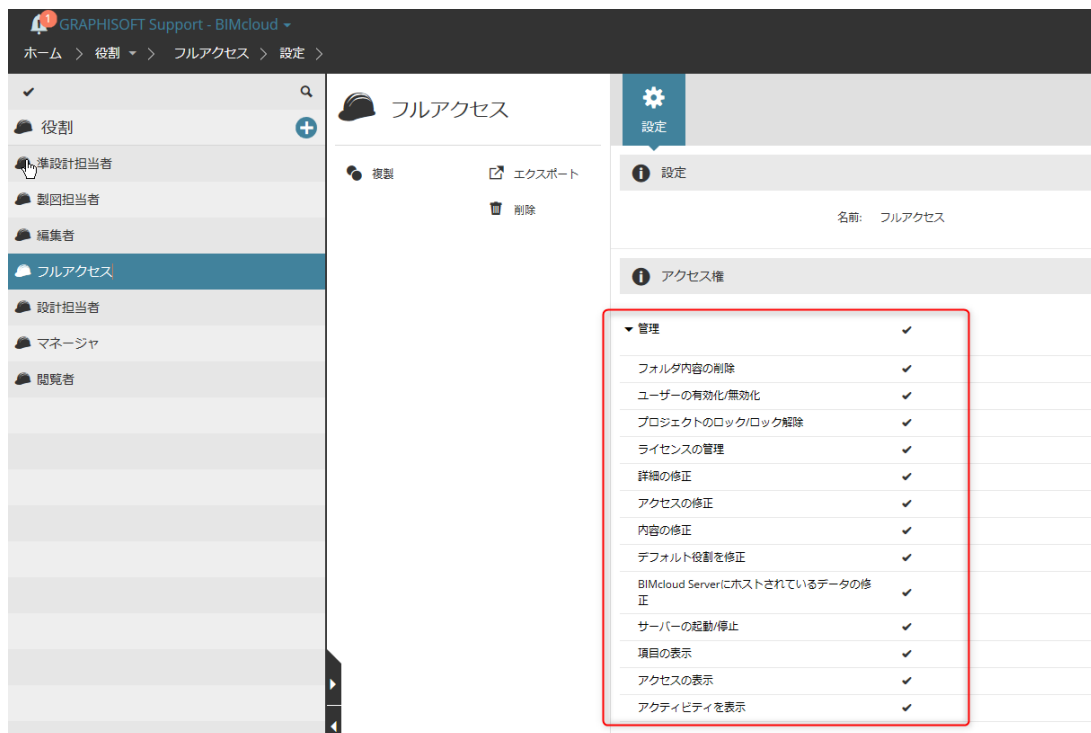 1
GRAPHISOFT Support - BIMcloud
ホーム > 役割 > フルアクセス > 設定 >
役割
準設計担当者
製図担当者
編集者
フルアクセス
設計担当者
マネージャ
閲覧者
フルアクセス
複製
エクスポート
削除
設定
設定
名前: フルアクセス
アクセス権
管理
フォルダ内容の削除
ユーザーの有効化/無効化
プロジェクトのロック/ロック解除
ライセンスの管理
詳細の修正
アクセスの修正
内容の修正
デフォルト役割を修正
BIMcloud Serverにホストされているデータの修
正
サーバーの起動/停止
項目の表示
アクセスの表示
アクティビティを表示